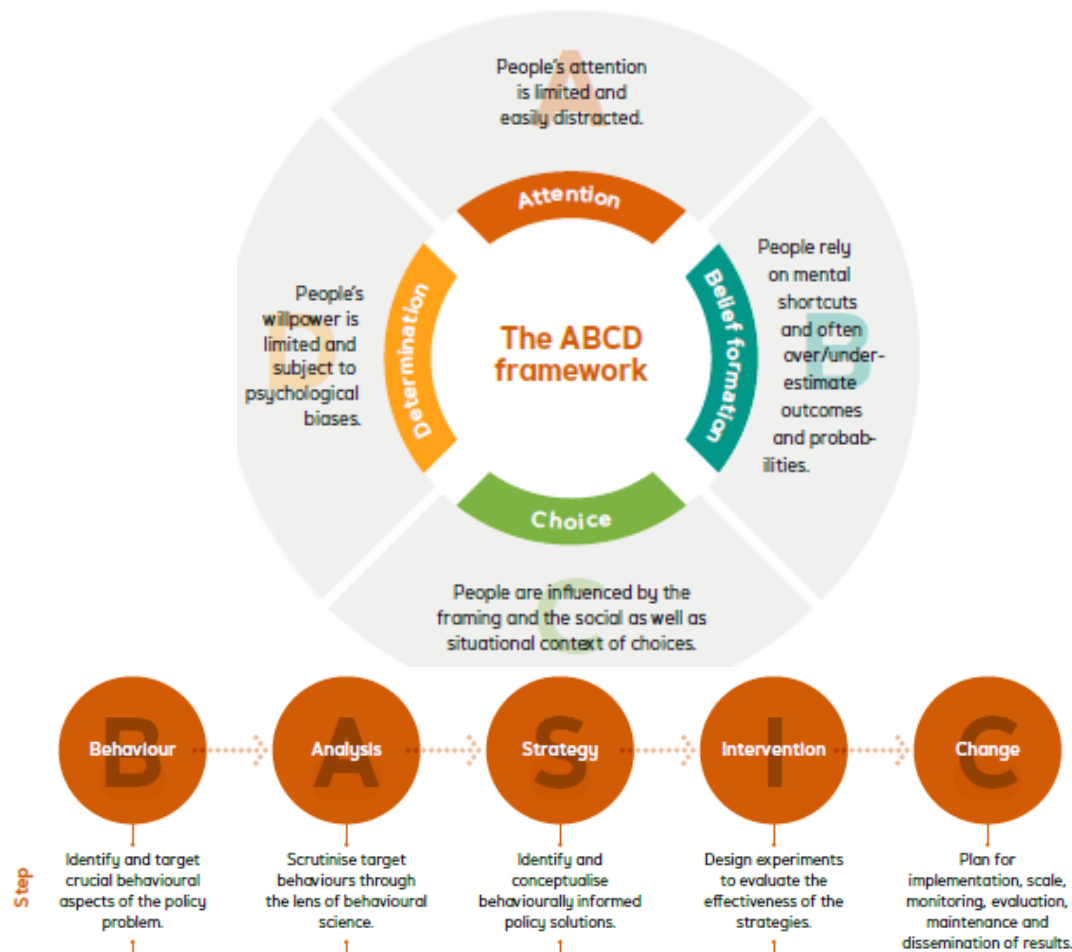 A
People's attention
is limited and
easily distracted.
Attention
B
People rely
on mental
shortcuts
and often
over/under-
estimate
outcomes
and probab-
ilities.
Belief formation
D
People's
willpower is
limited and
subject to
psychological
biases.
Determination
The ABCD
framework
Choice
C
People are influenced by the
framing and the social as well as
situational context of choices.
B
Behaviour
A
Analysis
S
Strategy
I
Intervention
C
Change
Step
Identify and target
crucial behavioural
aspects of the policy
problem.
Scrutinise target
behaviours through
the lens of behavioural
science.
Identify and
conceptualise
behaviourally informed
policy solutions.
Design experiments
to evaluate the
effectiveness of the
strategies.
Plan for
implementation, scale,
monitoring, evaluation,
maintenance and
dissemination of results.